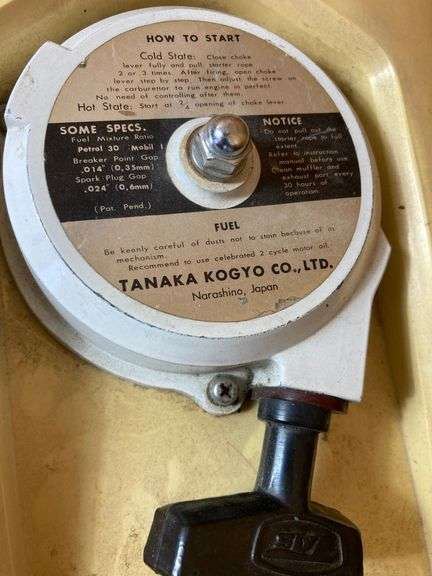 HOW TO START
Cold State: Close choke
lever fully and pull starter rope
2 or 3 times. After firing, open choke
lever step by step. Then adjust the screw on
the carburettor to run engine in perfect.
No need of controlling after them.
Hot State: Start at 3/4 opening of choke lever
SOME SPECS.
Fuel Mixture Ratio
Petrol 30 Mobil 1
Breaker Point Gap
.014" (0,35mm)
Spark Plug Gap
.024" (0,6mm)
(Pat. Pend.)
NOTICE
Do not pull out the
starter rope to full
extent.
Refer to instruction
manual before use
Clean muffler and
exhaust port every
30 hours of
operation.
FUEL
Be keenly careful of dusts not to stain because of its
mechanism.
Recommend to use celebrated 2 cycle motor oil.
TANAKA KOGYO CO., LTD.
Narashino, Japan